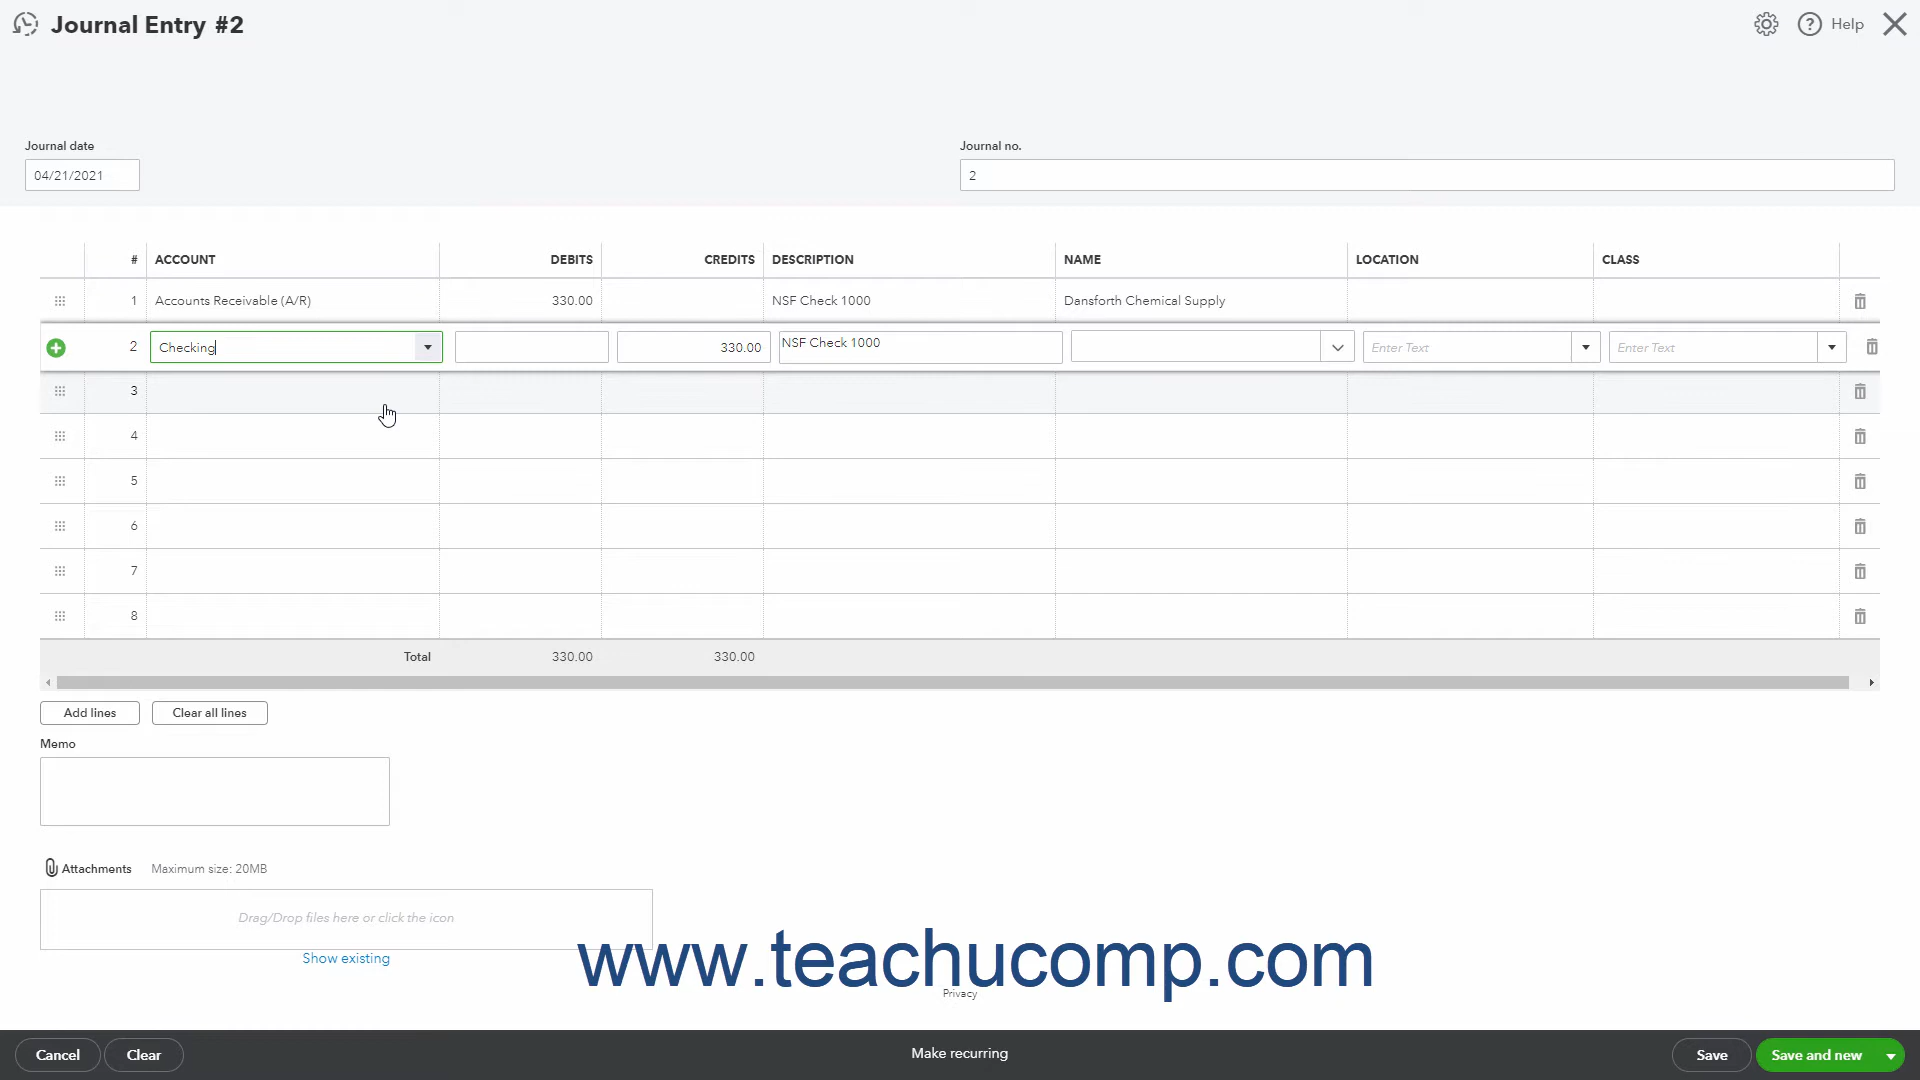 Journal Entry #2
Help
Journal date
Journal no.
04/21/2021
2
# ACCOUNT DEBITS CREDITS DESCRIPTION NAME LOCATION CLASS
1 Accounts Receivable (A/R) 330.00 NSF Check 1000 Dansforth Chemical Supply
2 Checking 330.00 NSF Check 1000 Enter Text Enter Text
3
4
5
6
7
8
Total 330.00 330.00
Add lines Clear all lines
Memo
Attachments Maximum size: 20MB
Drag/Drop files here or click the icon
Show existing
www.teachucomp.com
Privacy
Cancel Clear Make recurring Save Save and new